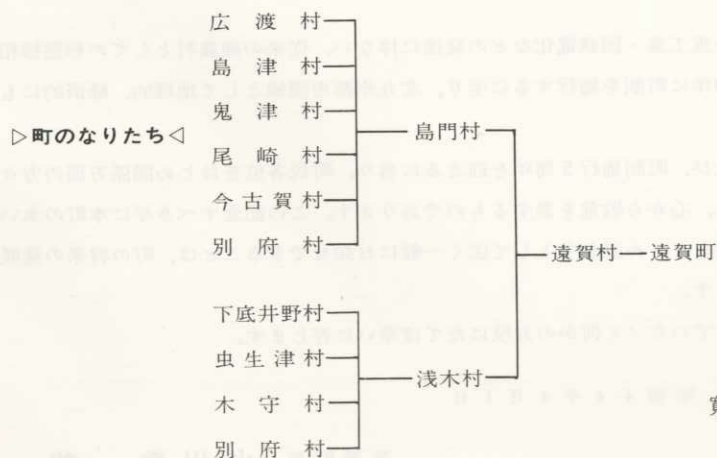 ▷町のなりたち◁
広渡村
島津村
鬼津村
尾崎村
今古賀村
別府村
島門村
下底井野村
虫生津村
木守村
別府村
浅木村
遠賀村
遠賀町